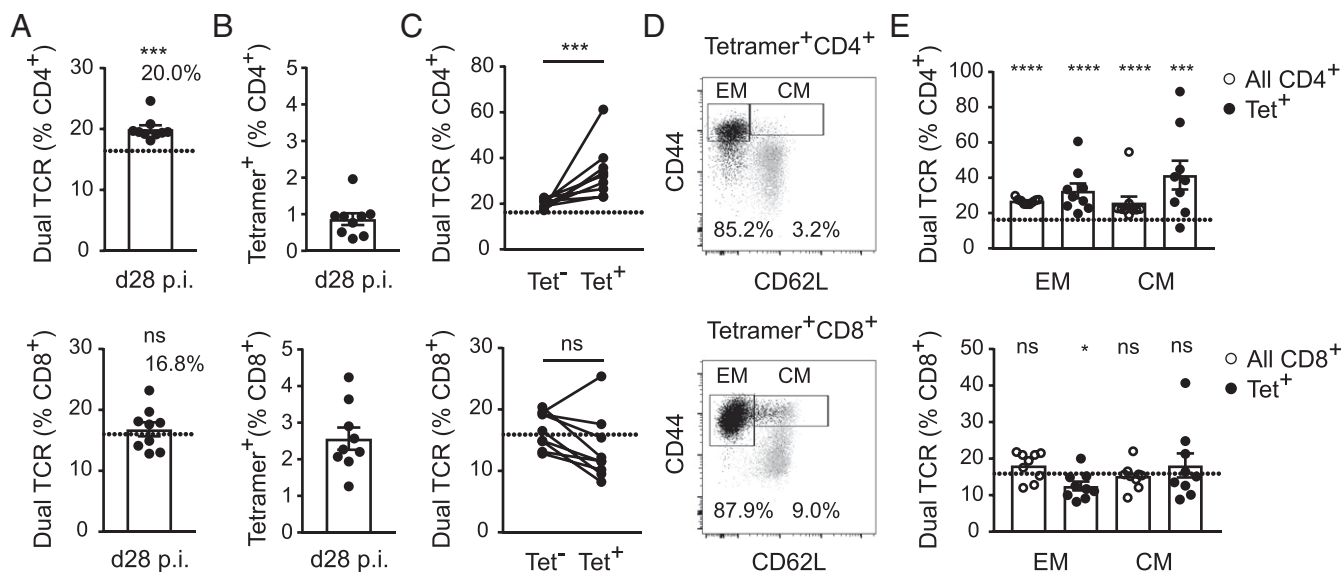 A
Dual TCR (% CD4⁺)
30
20
10
0
***
20.0%
d28 p.i.
B
Tetramer⁺ (% CD4⁺)
5
4
3
2
1
0
d28 p.i.
C
Dual TCR (% CD4⁺)
80
60
40
20
0
***
Tet⁻ Tet⁺
D
Tetramer⁺CD4⁺
EM CM
85.2% 3.2%
CD44
CD62L
E
Dual TCR (% CD4⁺)
100
80
60
40
20
0
**** **** **** ***
EM CM
All CD4⁺
Tet⁺
Dual TCR (% CD8⁺)
30
20
10
0
ns
16.8%
d28 p.i.
Tetramer⁺ (% CD8⁺)
5
4
3
2
1
0
d28 p.i.
Dual TCR (% CD8⁺)
30
20
10
0
ns
Tet⁻ Tet⁺
Tetramer⁺CD8⁺
EM CM
87.9% 9.0%
CD44
CD62L
Dual TCR (% CD8⁺)
50
40
30
20
10
0
ns * ns ns
EM CM
All CD8⁺
Tet⁺